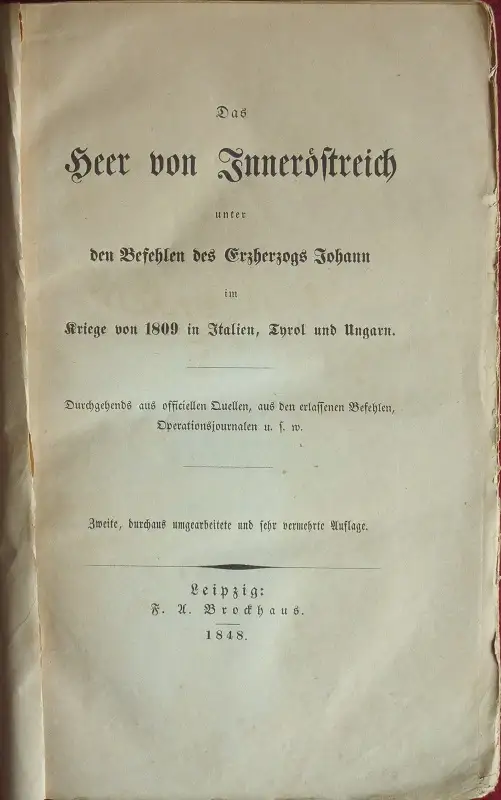 Das
Heer von Inneröſtreich
unter
den Befehlen des Erzherzogs Johann
im
Kriege von 1809 in Italien, Tyrol und Ungarn.
Durchgehends aus officiellen Quellen, aus den erlaſſenen Befehlen,
Operationsjournalen u. ſ. w.
Zweite, durchaus umgearbeitete und ſehr vermehrte Auflage.
Leipzig:
F. A. Brockhaus.
1848.